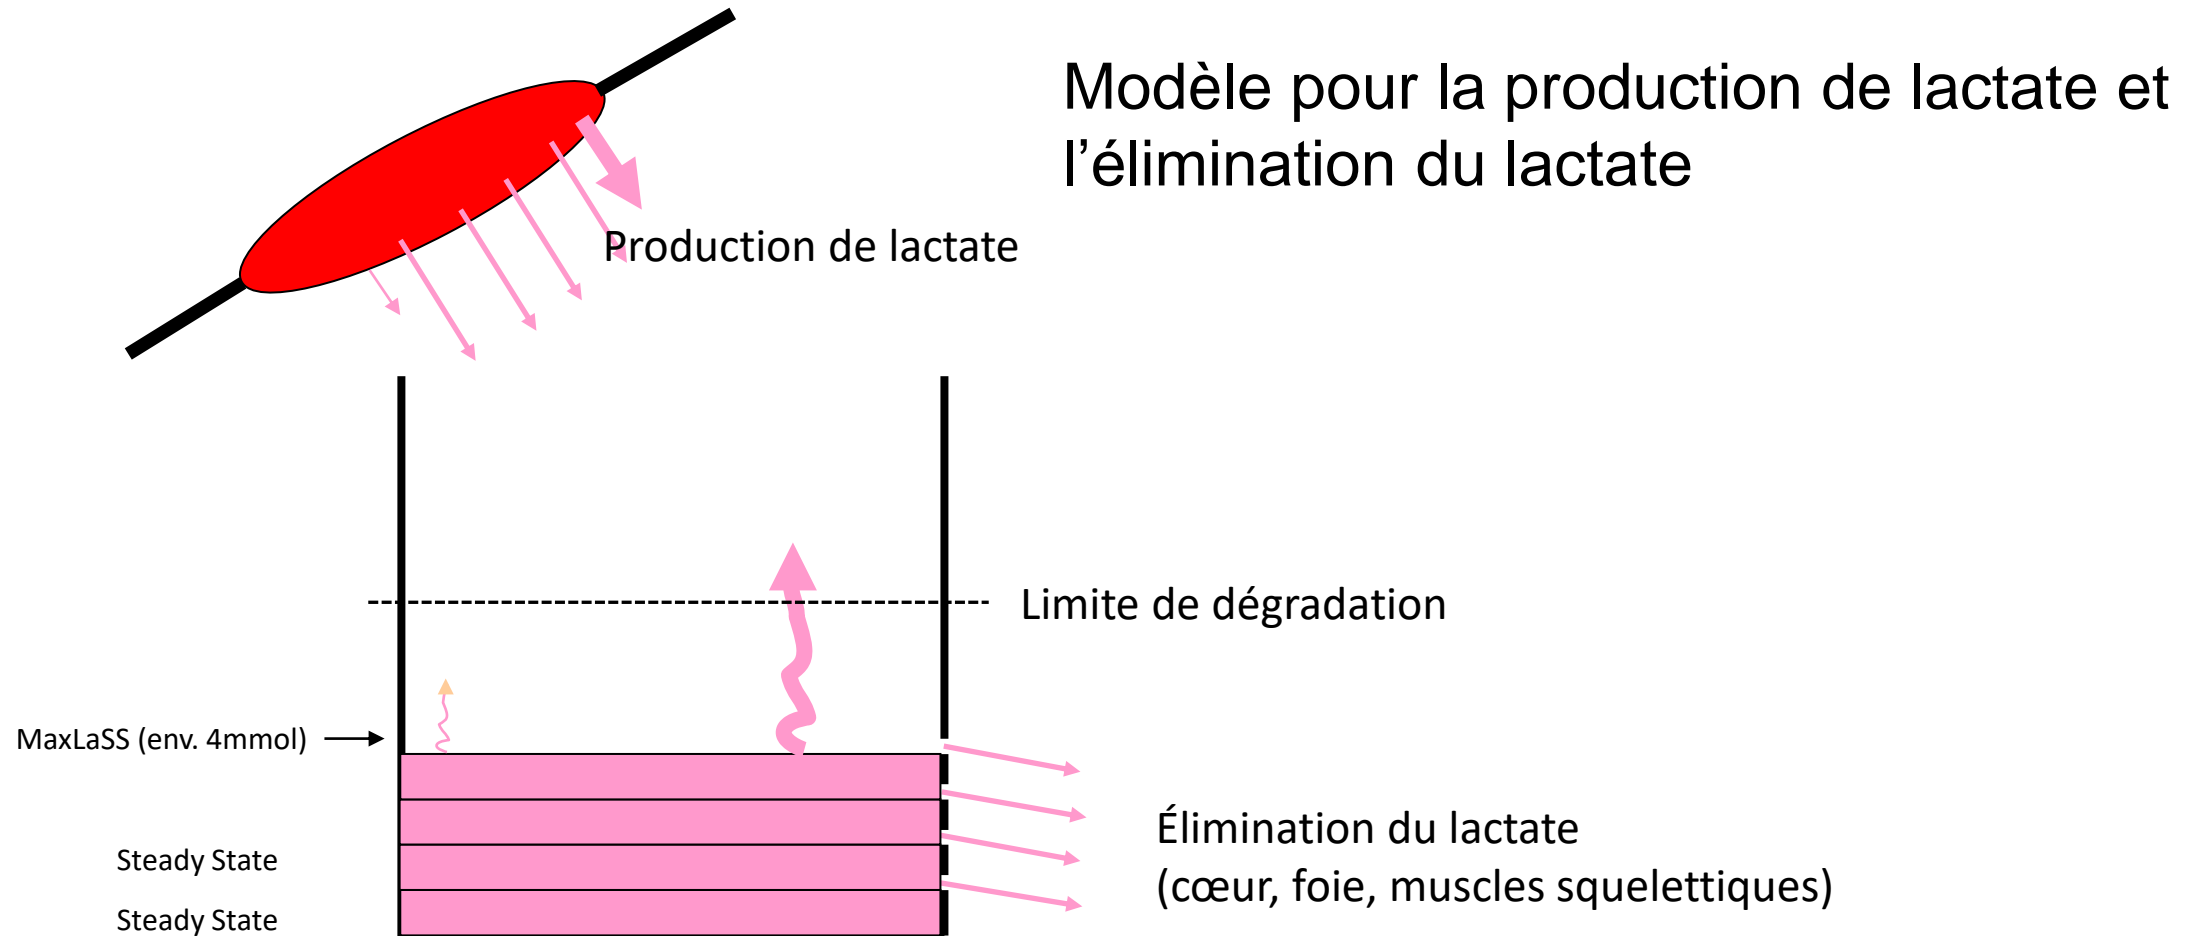 Modèle pour la production de lactate et
l’élimination du lactate
Production de lactate
Limite de dégradation
MaxLaSS (env. 4mmol)
Élimination du lactate
(cœur, foie, muscles squelettiques)
Steady State
Steady State